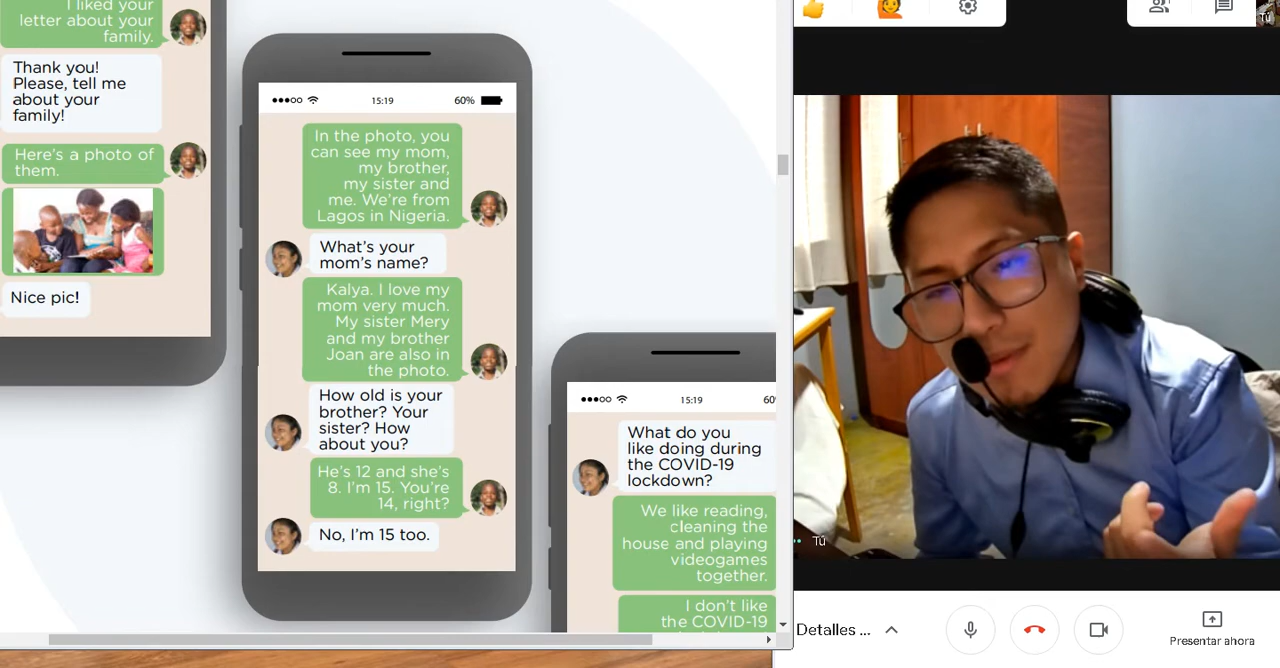 I liked your
letter about your
family.
Thank you!
Please, tell me
about your
family!
Here's a photo of
them.
Nice pic!
15:19
60%
In the photo, you
can see my mom,
my brother,
my sister and
me. We're from
Lagos in Nigeria.
What's your
mom's name?
Kalya. I love my
mom very much.
My sister Mery
and my brother
Joan are also in
the photo.
How old is your
brother? Your
sister? How
about you?
He's 12 and she's
8. I'm 15. You're
14, right?
No, I'm 15 too.
15:19
60
What do you
like doing during
the COVID-19
lockdown?
We like reading,
cleaning the
house and playing
videogames
together.
I don't like
the COVID-19
Tú
Tú
Detalles ...
Presentar ahora